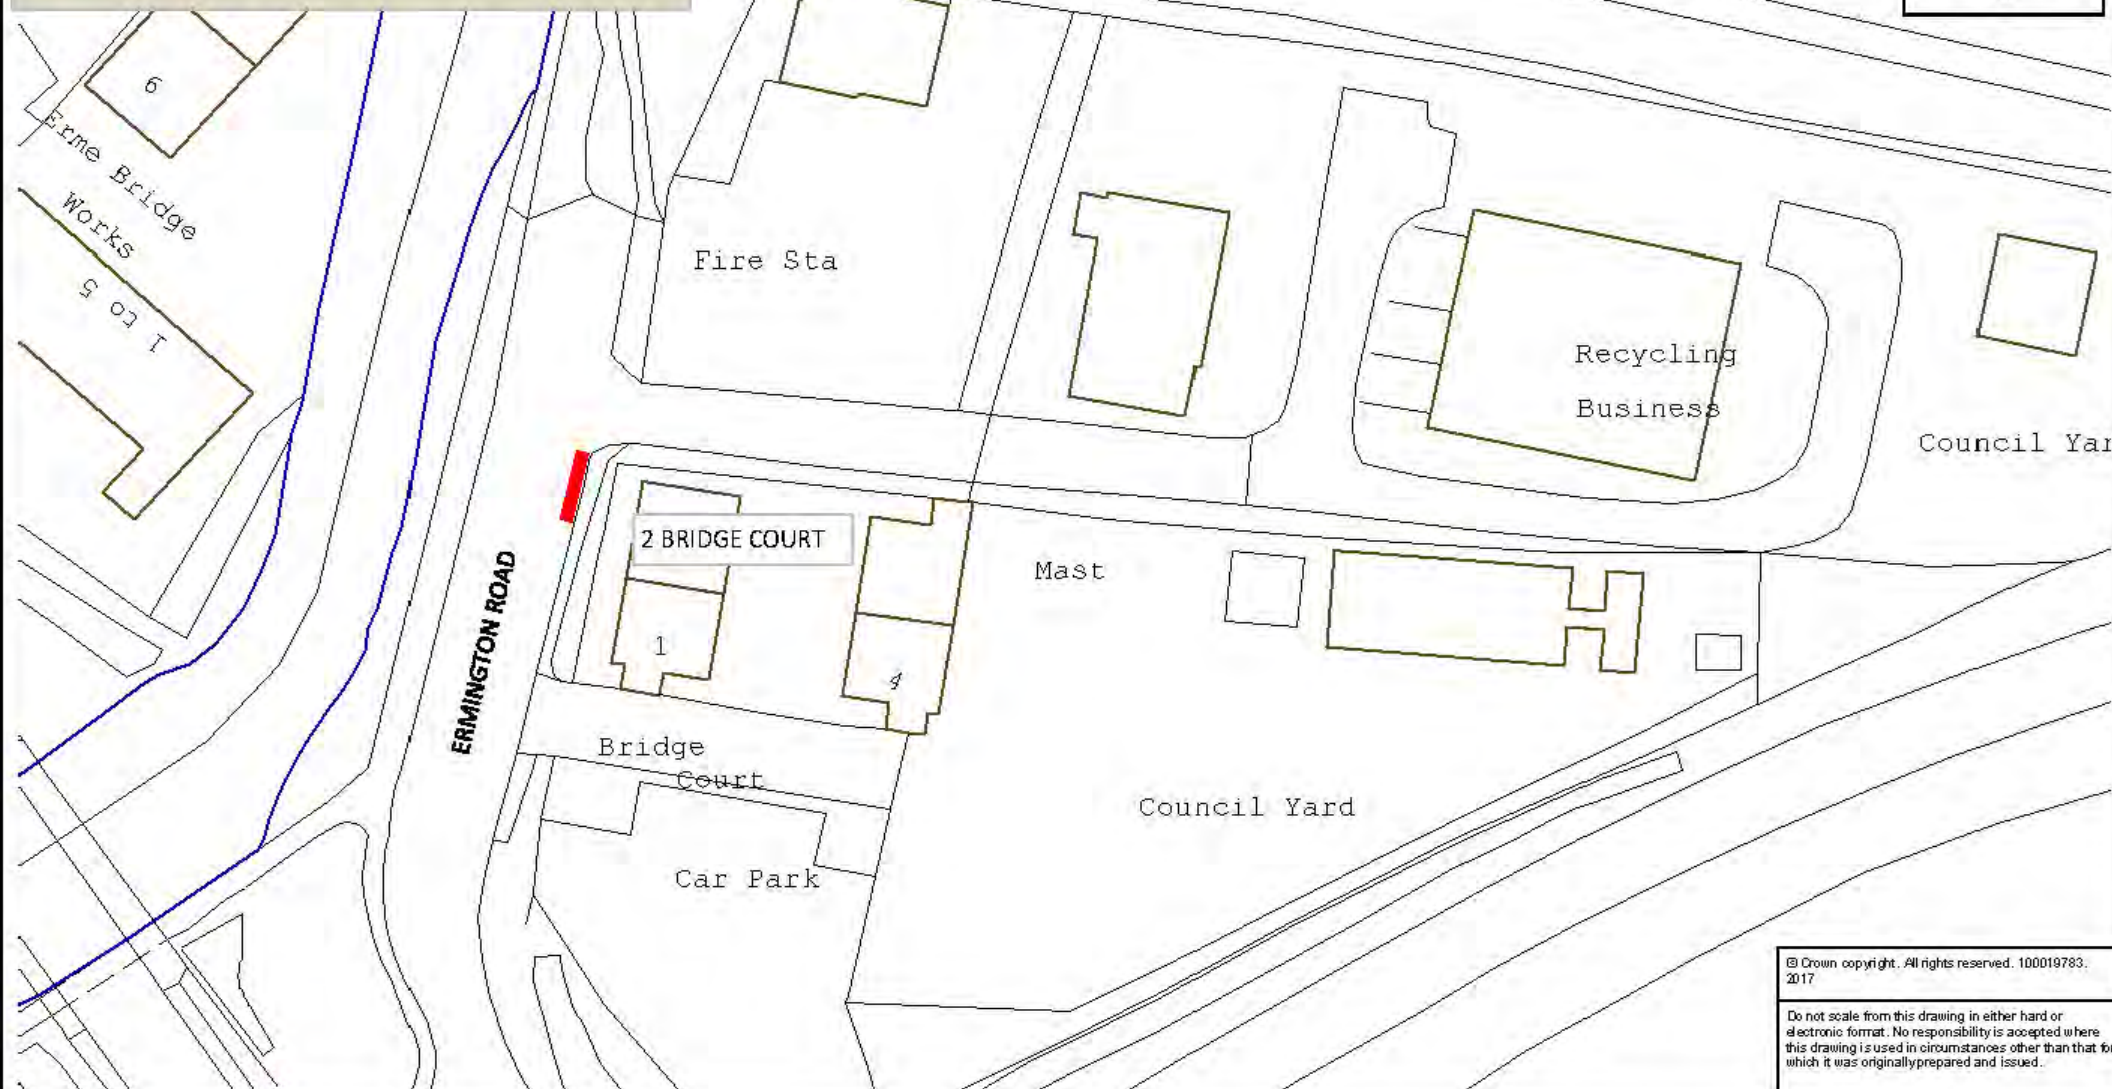 6
Erme Bridge
Works
1 to 5
Fire Sta
Recycling
Business
Council Yar
2 BRIDGE COURT
Mast
ERMINGTON ROAD
1
4
Bridge
Court
Council Yard
Car Park
© Crown copyright. All rights reserved. 100019783.
2017
Do not scale from this drawing in either hard or
electronic format. No responsibility is accepted where
this drawing is used in circumstances other than that for
which it was originally prepared and issued.